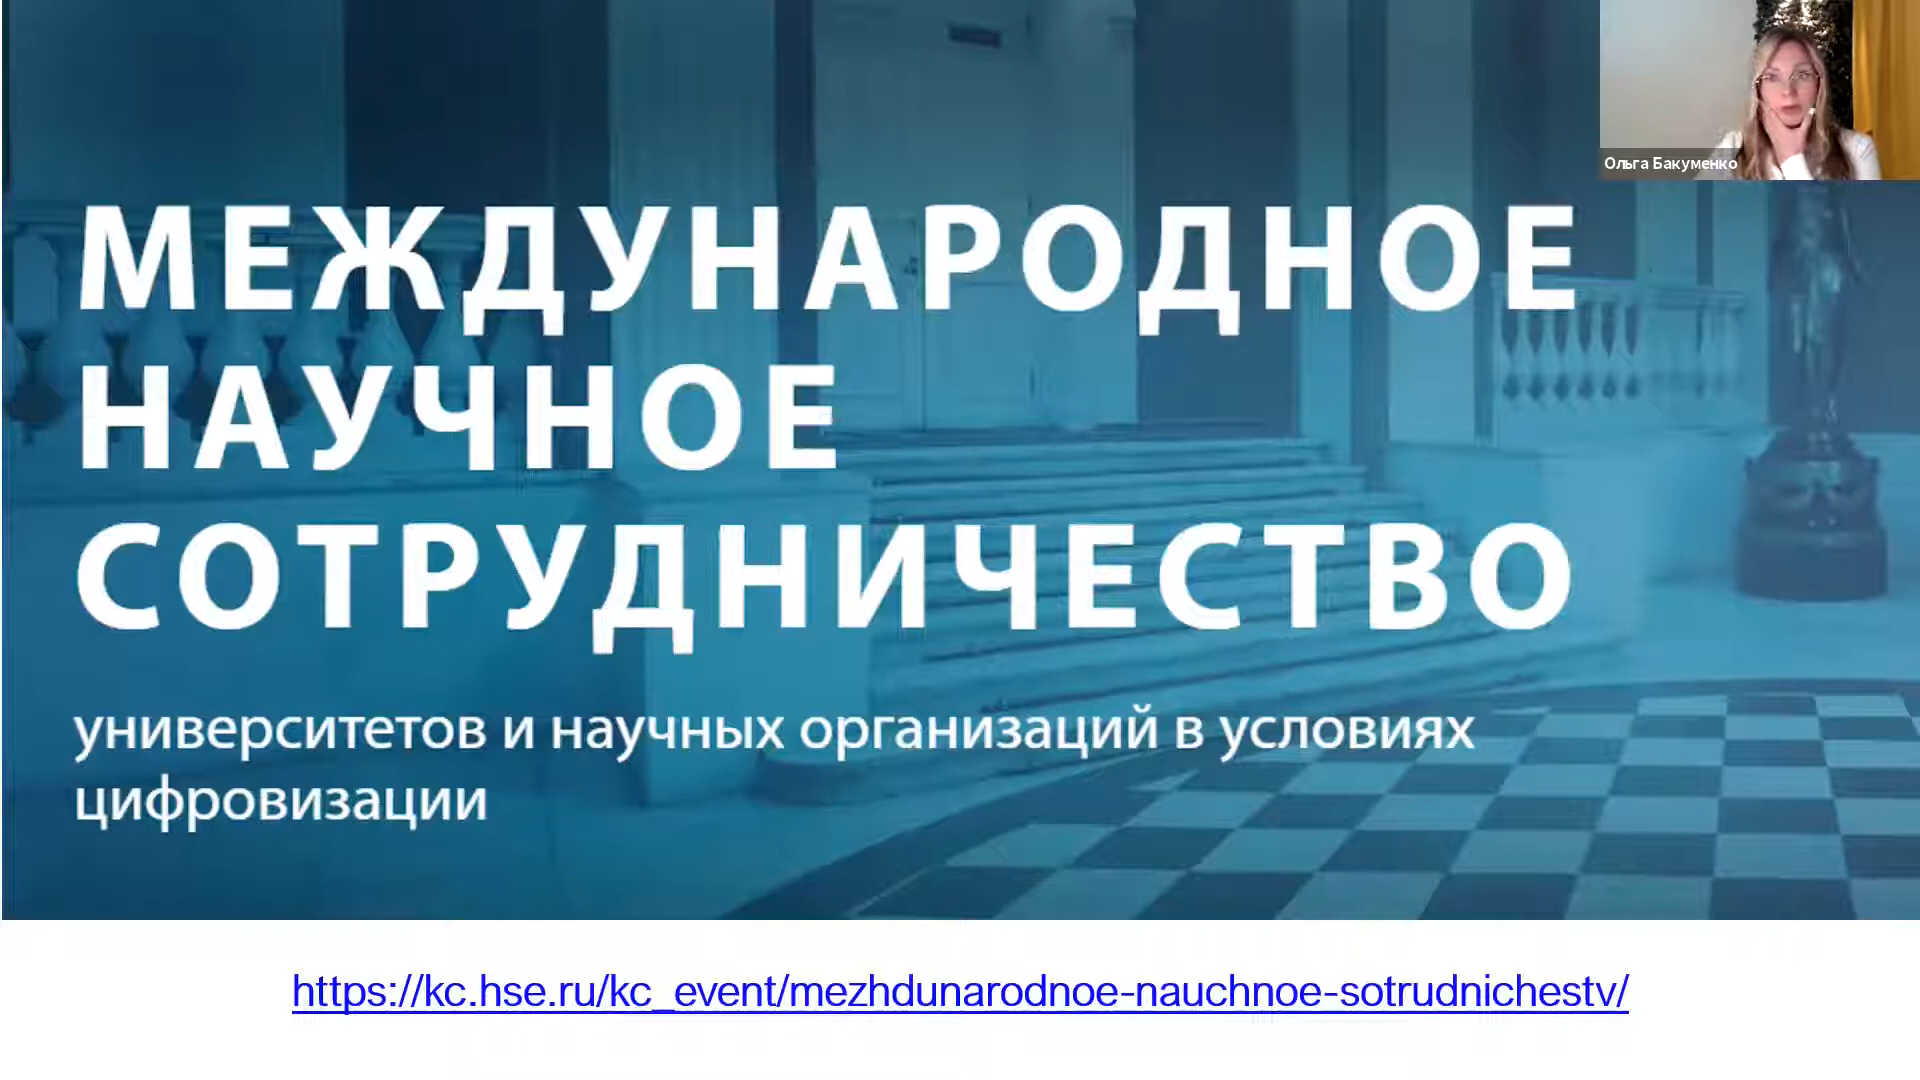 Ольга Бакуменко
МЕЖДУНАРОДНОЕ
НАУЧНОЕ
СОТРУДНИЧЕСТВО
университетов и научных организаций в условиях
цифровизации
https://kc.hse.ru/kc_event/mezhdunarodnoe-nauchnoe-sotrudnichestv/